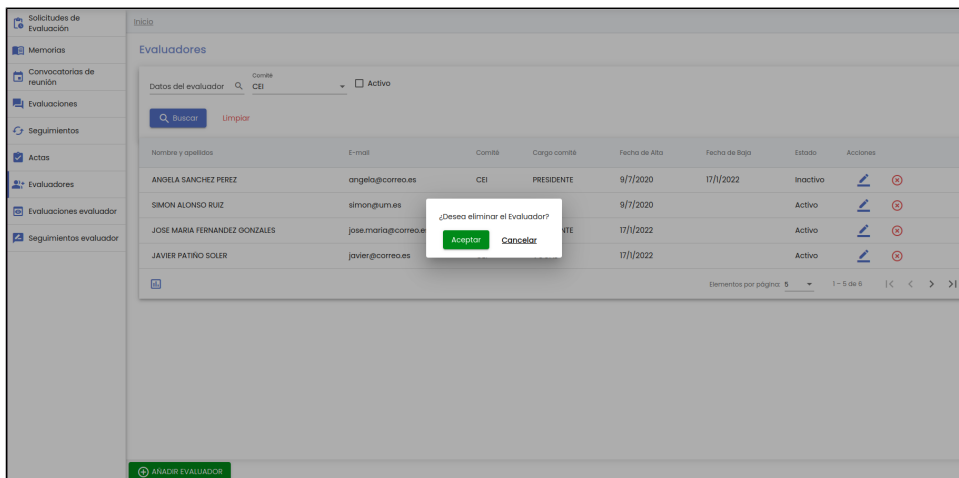 Solicitudes de
Evaluación
Memorias
Convocatorias de
reunión
Evaluaciones
Seguimientos
Actas
Evaluadores
Evaluaciones evaluador
Seguimientos evaluador
Inicio
Evaluadores
Datos del evaluador Comité CEI Activo
Buscar Limpiar
Nombre y apellidos E-mail Comité Cargo comité Fecha de Alta Fecha de Baja Estado Acciones
ANGELA SANCHEZ PEREZ angela@correo.es CEI PRESIDENTE 9/7/2020 17/1/2022 Inactivo
SIMON ALONSO RUIZ simon@um.es 9/7/2020 Activo
JOSE MARIA FERNANDEZ GONZALES jose.maria@correo.e NTE 17/1/2022 Activo
JAVIER PATIÑO SOLER javier@correo.es 17/1/2022 Activo
¿Desea eliminar el Evaluador?
Aceptar Cancelar
Elementos por página: 5 1 – 5 de 6
AÑADIR EVALUADOR